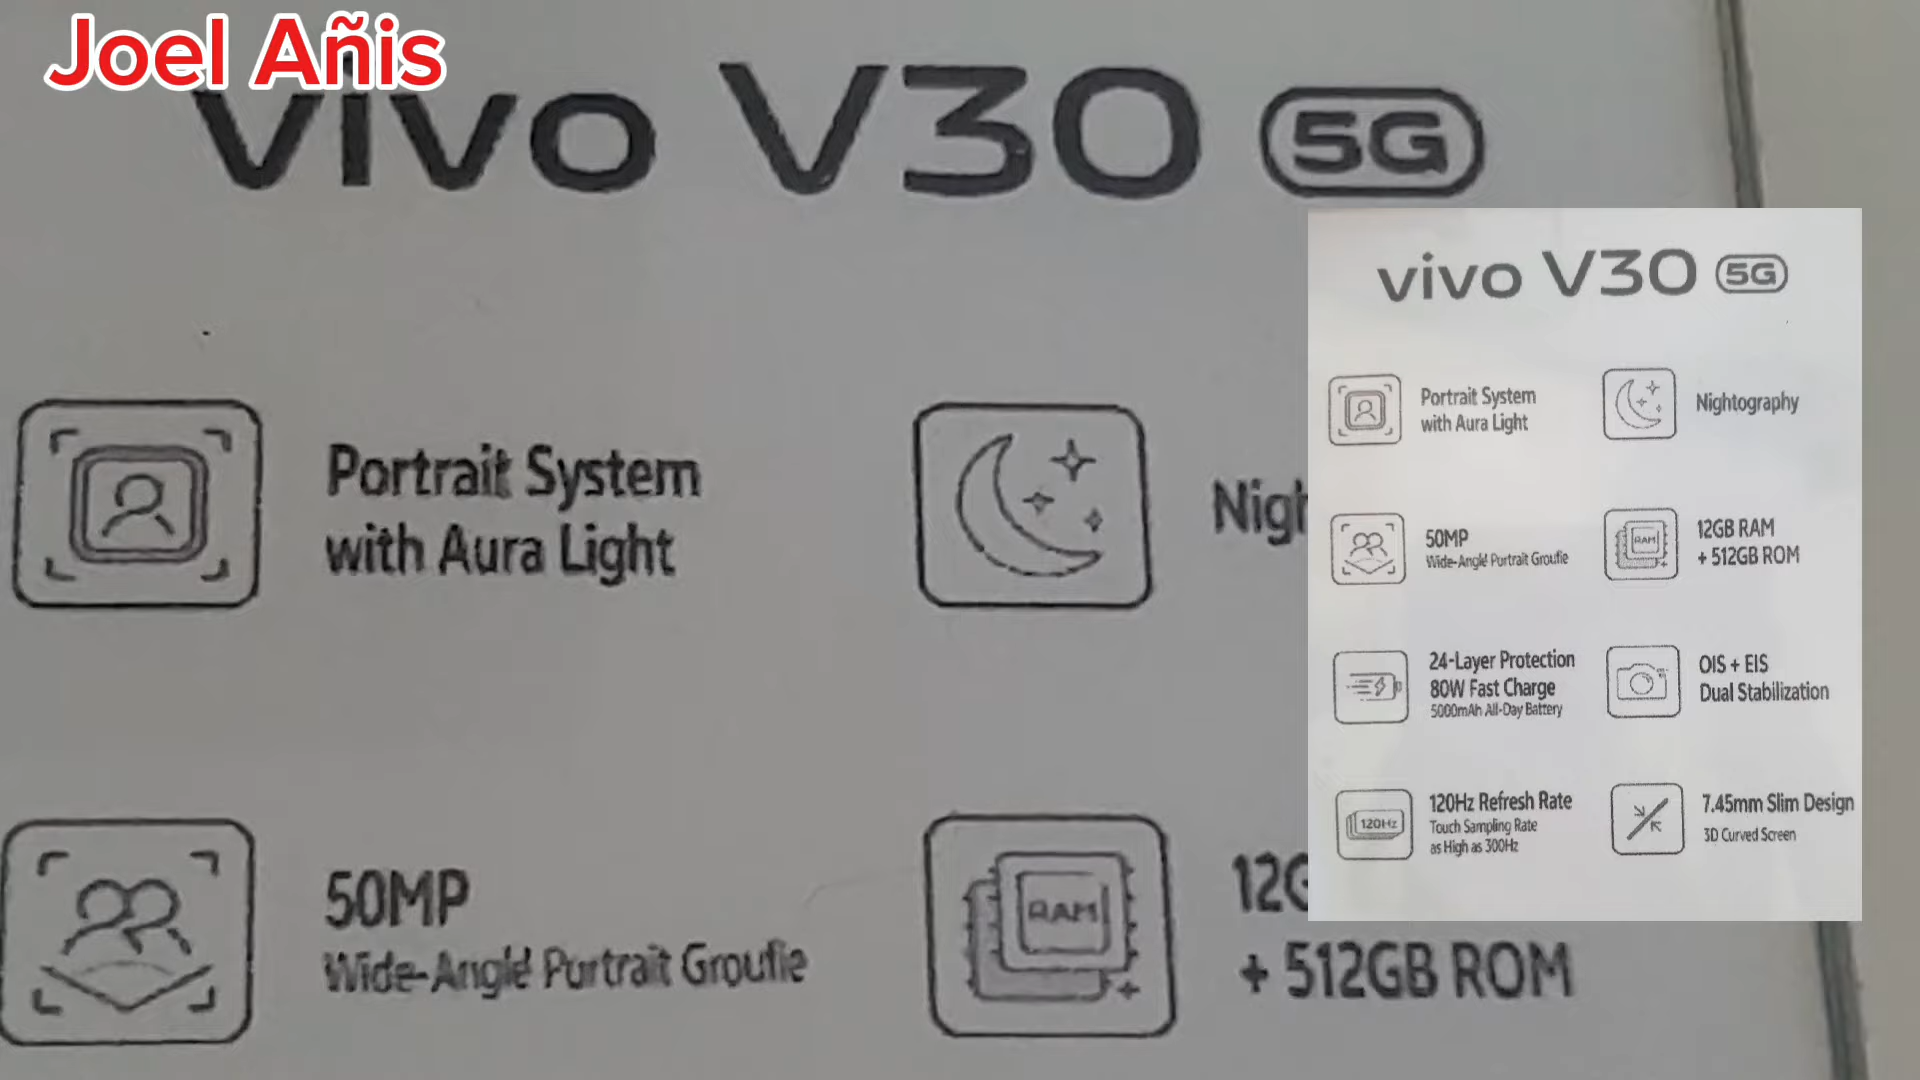 Joel Añis
vivo V30 5G
Portrait System
with Aura Light
Nigh
50MP
Wide-Angle Portrait Groufie
RAM
12G
+ 512GB ROM
vivo V30 5G
Portrait System
with Aura Light
Nightography
50MP
Wide-Angle Portrait Groufie
RAM
12GB RAM
+ 512GB ROM
24-Layer Protection
80W Fast Charge
5000mAh All-Day Battery
OIS + EIS
Dual Stabilization
120Hz
120Hz Refresh Rate
Touch Sampling Rate
as High as 300Hz
7.45mm Slim Design
3D Curved Screen